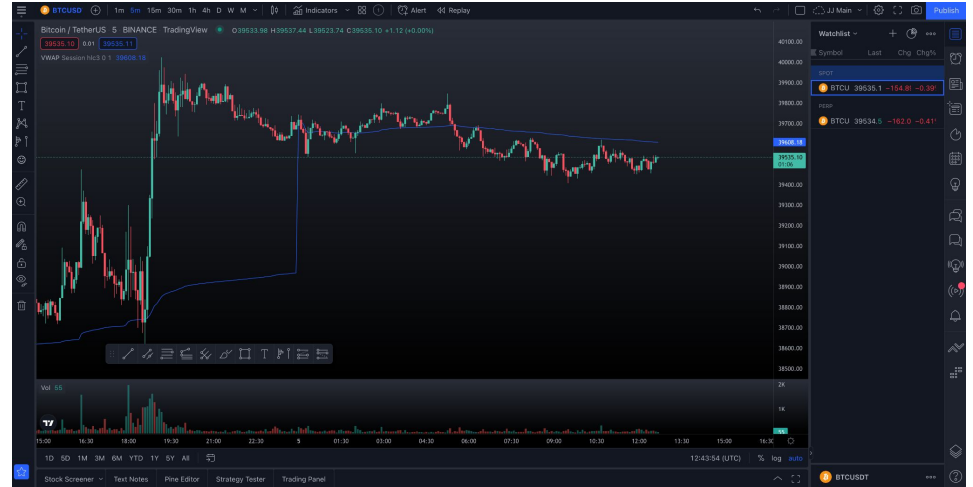 BTCUSD 1m 5m 15m 30m 1h 4h D W M Indicators Alert Replay JJ Main Publish
Bitcoin / TetherUS 5 BINANCE TradingView O39533.98 H39537.44 L39523.74 C39535.10 +1.12 (+0.00%)
39535.10 0.01 39535.11
VWAP Session hlc3 0 1 39608.18
40100.00
40000.00
39900.00
39800.00
39700.00
39608.18
39535.10
01:06
39400.00
39300.00
39200.00
39100.00
39000.00
38900.00
38800.00
38700.00
38600.00
38500.00
Vol 55
2K
1K
55
15:00 16:30 18:00 19:30 21:00 22:30 5 01:30 03:00 04:30 06:00 07:30 09:00 10:30 12:00 13:30 15:00 16:3
1D 5D 1M 3M 6M YTD 1Y 5Y All 12:43:54 (UTC) % log auto
Stock Screener Text Notes Pine Editor Strategy Tester Trading Panel
Watchlist
Symbol Last Chg Chg%
SPOT
BTCU 39535.1 −154.8 −0.39
PERP
BTCU 39534.5 −162.0 −0.41
BTCUSDT